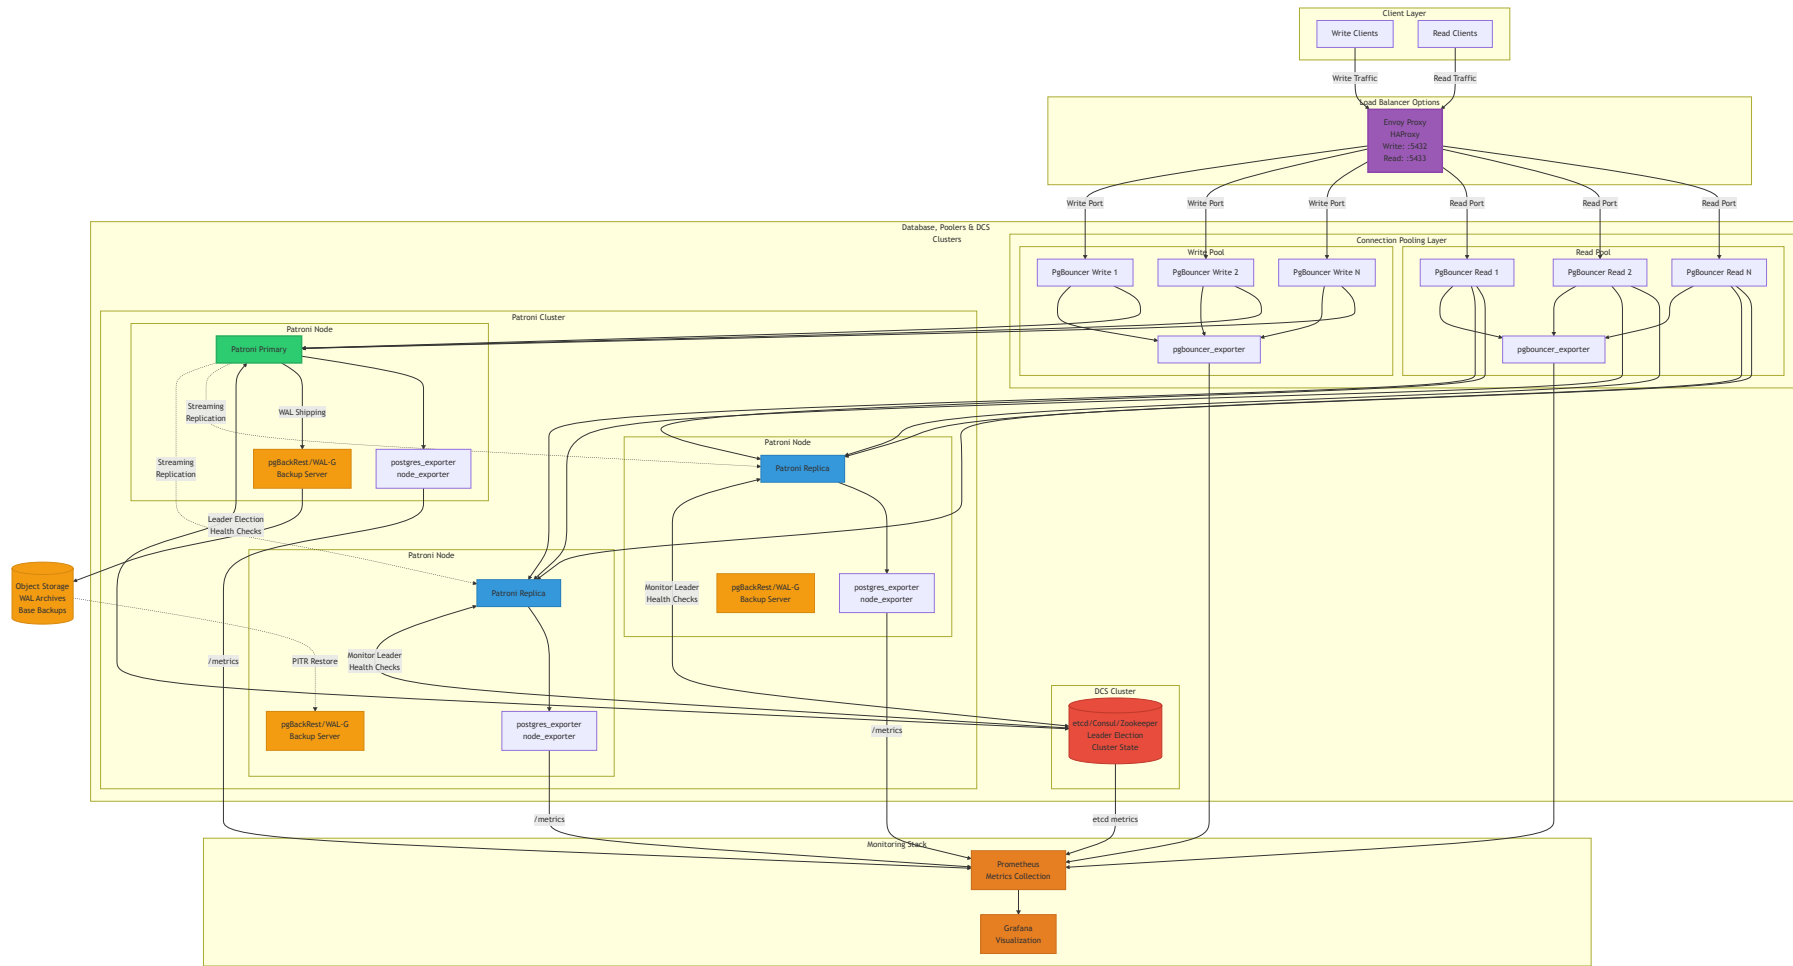 Client Layer
Write Clients
Read Clients
Write Traffic
Read Traffic
Load Balancer Options
Envoy Proxy
HAProxy
Write: :5432
Read: :5433
Write Port
Write Port
Write Port
Read Port
Read Port
Read Port
Database, Poolers & DCS
Clusters
Connection Pooling Layer
Write Pool
Read Pool
PgBouncer Write 1
PgBouncer Write 2
PgBouncer Write N
PgBouncer Read 1
PgBouncer Read 2
PgBouncer Read N
pgbouncer_exporter
pgbouncer_exporter
Patroni Cluster
Patroni Node
Patroni Primary
Streaming
Replication
WAL Shipping
Streaming
Replication
pgBackRest/WAL-G
Backup Server
postgres_exporter
node_exporter
Leader Election
Health Checks
Patroni Node
Patroni Replica
Monitor Leader
Health Checks
pgBackRest/WAL-G
Backup Server
postgres_exporter
node_exporter
Patroni Node
Patroni Replica
Object Storage
WAL Archives
Base Backups
/metrics
PITR Restore
Monitor Leader
Health Checks
pgBackRest/WAL-G
Backup Server
postgres_exporter
node_exporter
DCS Cluster
etcd/Consul/Zookeeper
Leader Election
Cluster State
/metrics
/metrics
etcd metrics
Monitoring Stack
Prometheus
Metrics Collection
Grafana
Visualization